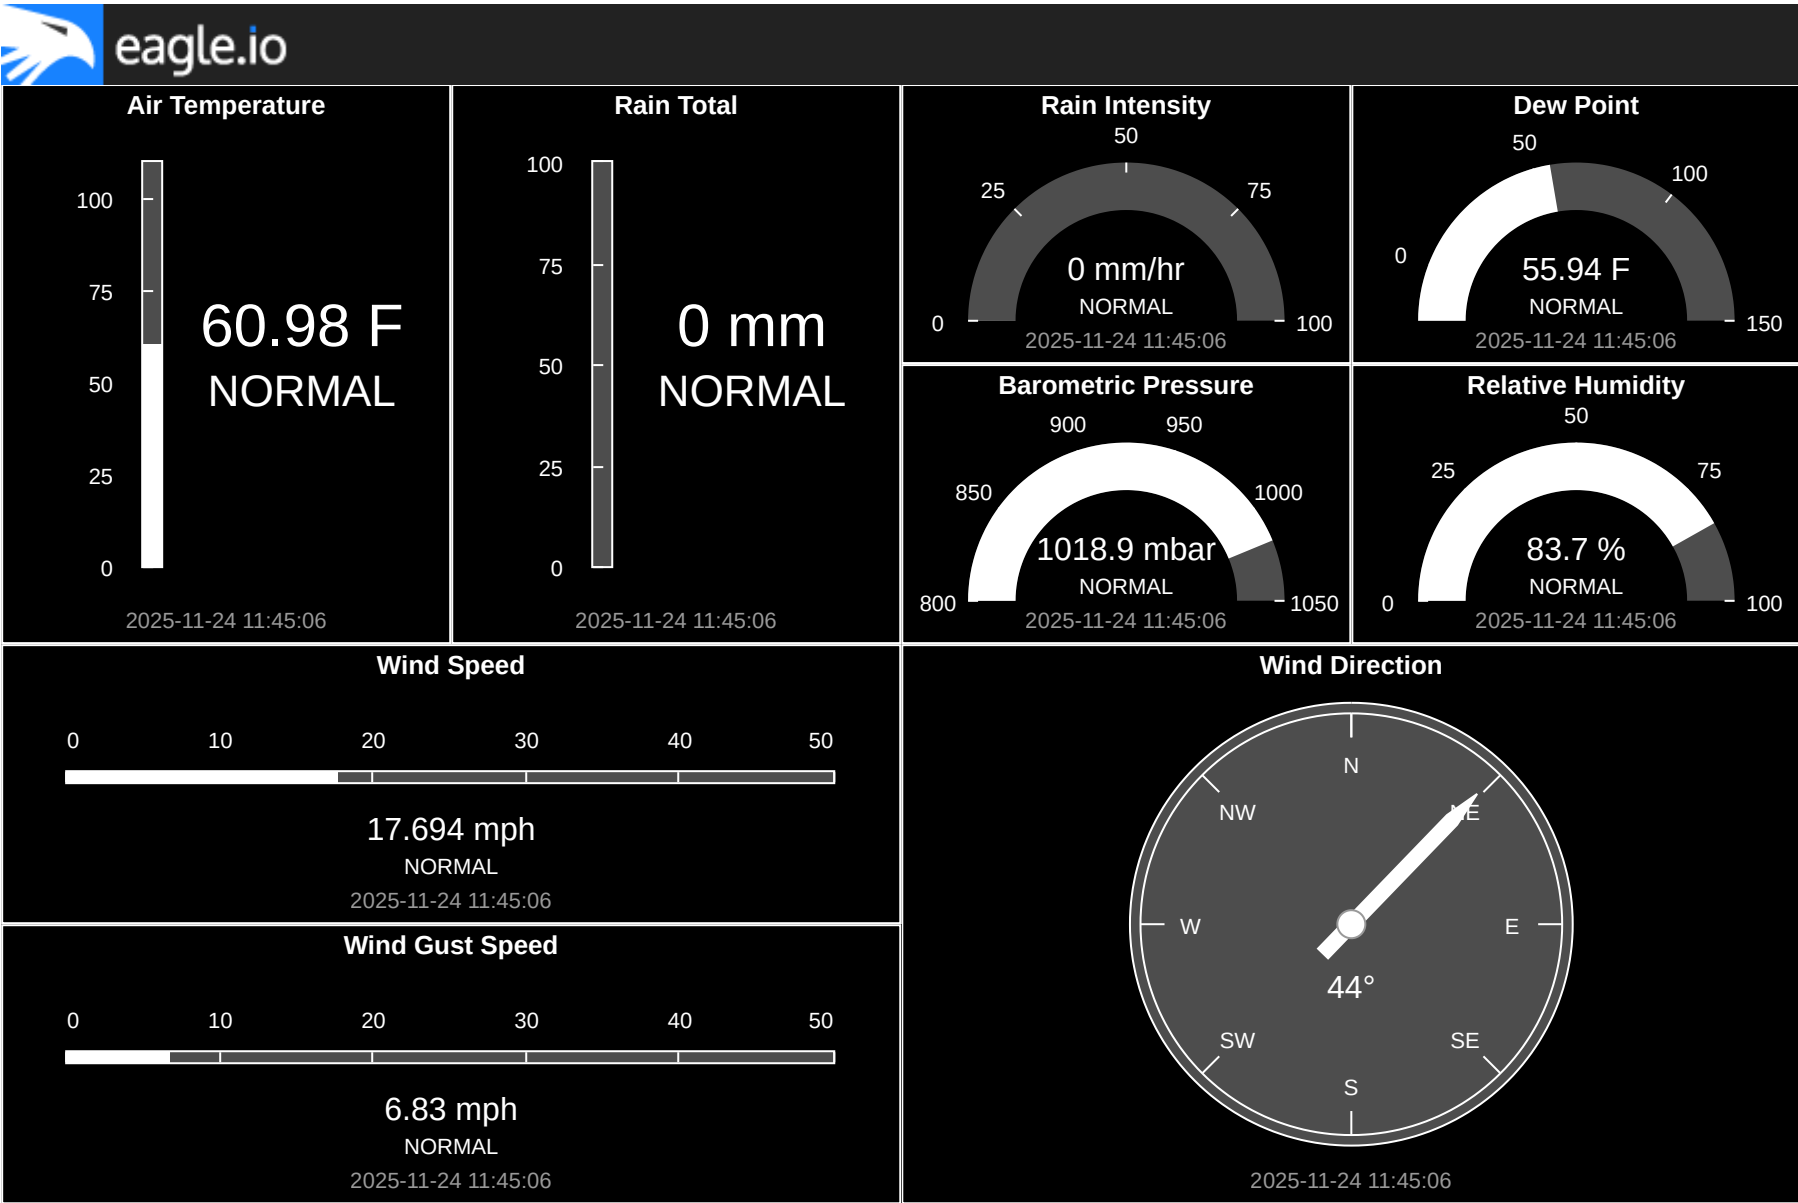 eagle.io
Air Temperature
100
75
50
25
0
60.98 F
NORMAL
2025-11-24 11:45:06
Rain Total
100
75
50
25
0
0 mm
NORMAL
2025-11-24 11:45:06
Rain Intensity
50
25
75
0
100
0 mm/hr
NORMAL
2025-11-24 11:45:06
Dew Point
50
100
0
150
55.94 F
NORMAL
2025-11-24 11:45:06
Barometric Pressure
900
950
850
1000
800
1050
1018.9 mbar
NORMAL
2025-11-24 11:45:06
Relative Humidity
50
25
75
0
100
83.7 %
NORMAL
2025-11-24 11:45:06
Wind Speed
0 10 20 30 40 50
17.694 mph
NORMAL
2025-11-24 11:45:06
Wind Gust Speed
0 10 20 30 40 50
6.83 mph
NORMAL
2025-11-24 11:45:06
Wind Direction
N
NW NE
W E
44°
SW SE
S
2025-11-24 11:45:06